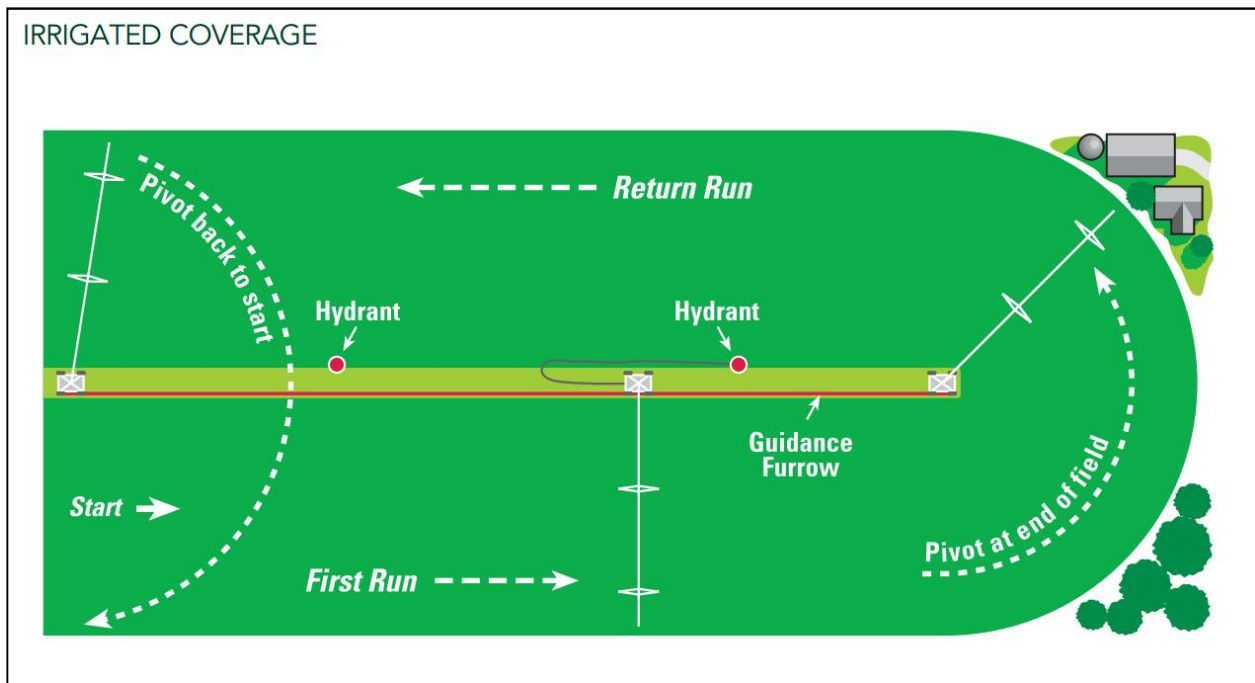 IRRIGATED COVERAGE
Return Run
Pivot back to start
Hydrant
Hydrant
Guidance
Furrow
Start
Pivot at end of field
First Run